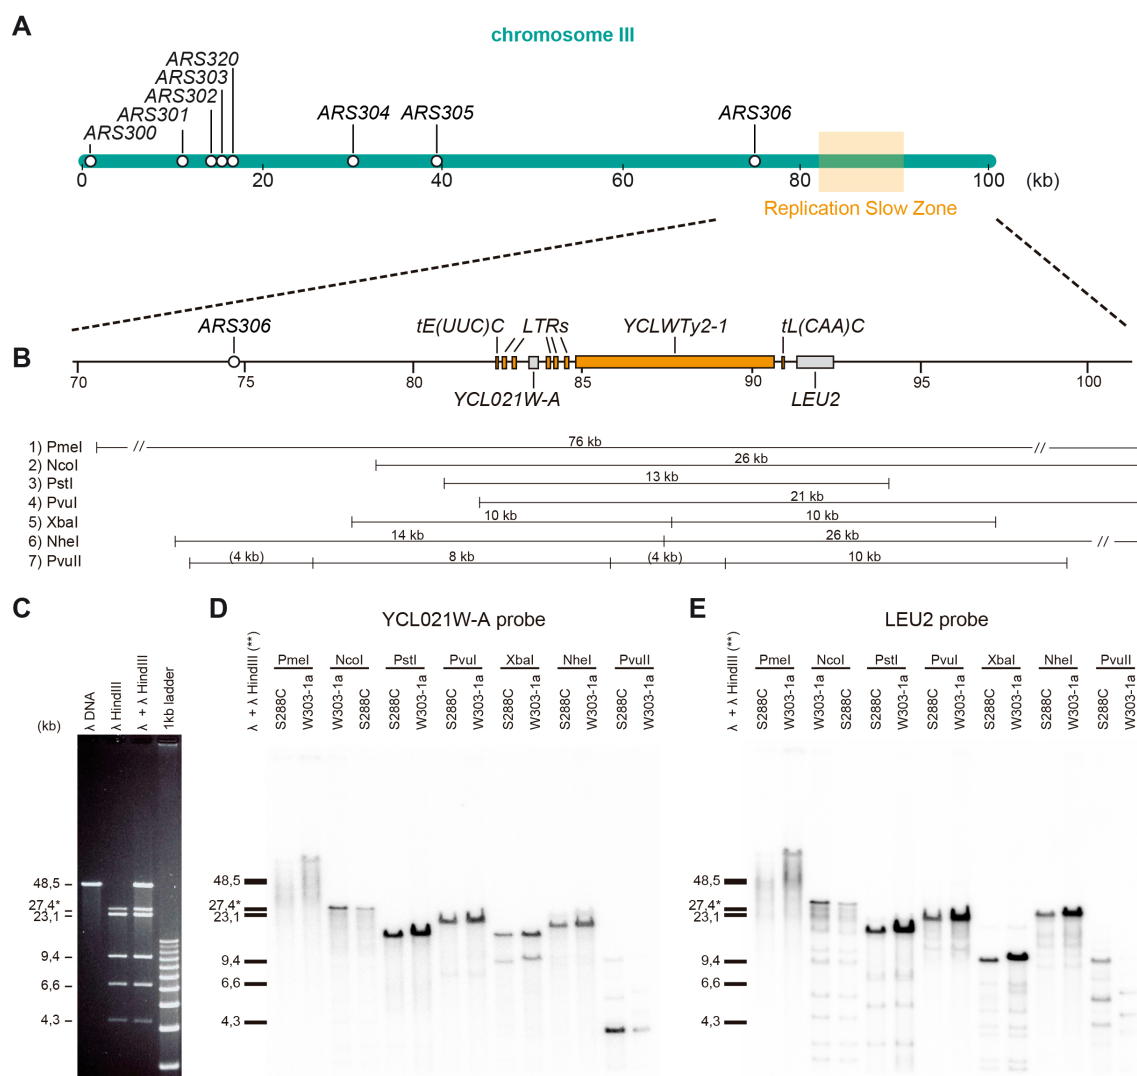 A
chromosome III
ARS320
ARS303
ARS302
ARS301
ARS300
ARS304
ARS305
ARS306
0
20
40
60
80
100
(kb)
Replication Slow Zone
ARS306
tE(UUC)C
LTRs
YCLWTy2-1
tL(CAA)C
B
70
75
80
85
90
95
100
YCL021W-A
LEU2
1) PmeI
//
76 kb
//
2) NcoI
26 kb
3) PstI
13 kb
4) PvuI
21 kb
5) XbaI
10 kb
10 kb
6) NheI
14 kb
26 kb
//
7) PvuII
(4 kb)
8 kb
(4 kb)
10 kb
C
(kb)
λ DNA
λ HindIII
λ + λ HindIII
1kb ladder
48,5
27,4*
23,1
9,4
6,6
4,3
D
YCL021W-A probe
λ + λ HindIII (**)
PmeI NcoI PstI PvuI XbaI NheI PvuII
S288C W303-1a W303-1a S288C S288C W303-1a S288C W303-1a S288C W303-1a S288C W303-1a S288C W303-1a
48,5
27,4*
23,1
9,4
6,6
4,3
E
LEU2 probe
λ + λ HindIII (**)
PmeI NcoI PstI PvuI XbaI NheI PvuII
S288C W303-1a W303-1a S288C S288C W303-1a S288C W303-1a S288C W303-1a S288C W303-1a S288C W303-1a
48,5
27,4*
23,1
9,4
6,6
4,3